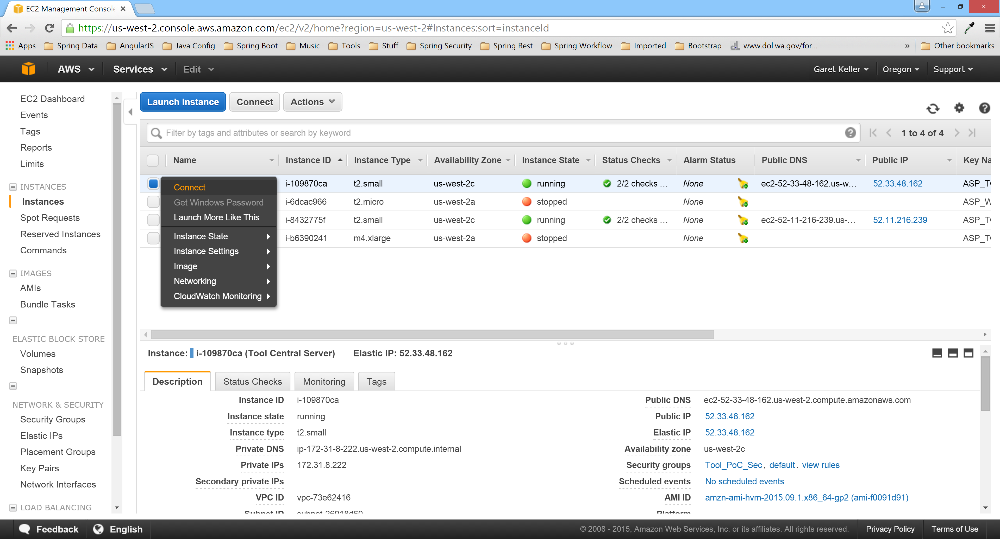 EC2 Management Console
https://us-west-2.console.aws.amazon.com/ec2/v2/home?region=us-west-2#Instances:sort=instanceId
Apps Spring Data AngularJS Java Config Spring Boot Music Tools Stuff Spring Security Spring Rest Spring Workflow Imported Bootstrap www.dol.wa.gov/for... » Other bookmarks
AWS Services Edit Garet Keller Oregon Support
EC2 Dashboard
Events
Tags
Reports
Limits
INSTANCES
Instances
Spot Requests
Reserved Instances
Commands
IMAGES
AMIs
Bundle Tasks
ELASTIC BLOCK STORE
Volumes
Snapshots
NETWORK & SECURITY
Security Groups
Elastic IPs
Placement Groups
Key Pairs
Network Interfaces
LOAD BALANCING
Launch Instance Connect Actions
Filter by tags and attributes or search by keyword 1 to 4 of 4
Name Instance ID Instance Type Availability Zone Instance State Status Checks Alarm Status Public DNS Public IP Key Na
i-109870ca t2.small us-west-2c running 2/2 checks ... None ec2-52-33-48-162.us-w... 52.33.48.162 ASP_T
i-6dcac966 t2.micro us-west-2a stopped None ASP_W
i-8432775f t2.small us-west-2c running 2/2 checks ... None ec2-52-11-216-239.us-... 52.11.216.239 ASP_T
i-b6390241 m4.xlarge us-west-2a stopped None ASP_T
Connect
Get Windows Password
Launch More Like This
Instance State
Instance Settings
Image
Networking
CloudWatch Monitoring
Instance: i-109870ca (Tool Central Server) Elastic IP: 52.33.48.162
Description Status Checks Monitoring Tags
Instance ID i-109870ca Public DNS ec2-52-33-48-162.us-west-2.compute.amazonaws.com
Instance state running Public IP 52.33.48.162
Instance type t2.small Elastic IP 52.33.48.162
Private DNS ip-172-31-8-222.us-west-2.compute.internal Availability zone us-west-2c
Private IPs 172.31.8.222 Security groups Tool_PoC_Sec, default. view rules
Secondary private IPs Scheduled events No scheduled events
VPC ID vpc-73e62416 AMI ID amzn-ami-hvm-2015.09.1.x86_64-gp2 (ami-f0091d91)
Subnet ID subnet-26918d60 Platform
Feedback English © 2008 - 2015, Amazon Web Services, Inc. or its affiliates. All rights reserved. Privacy Policy Terms of Use